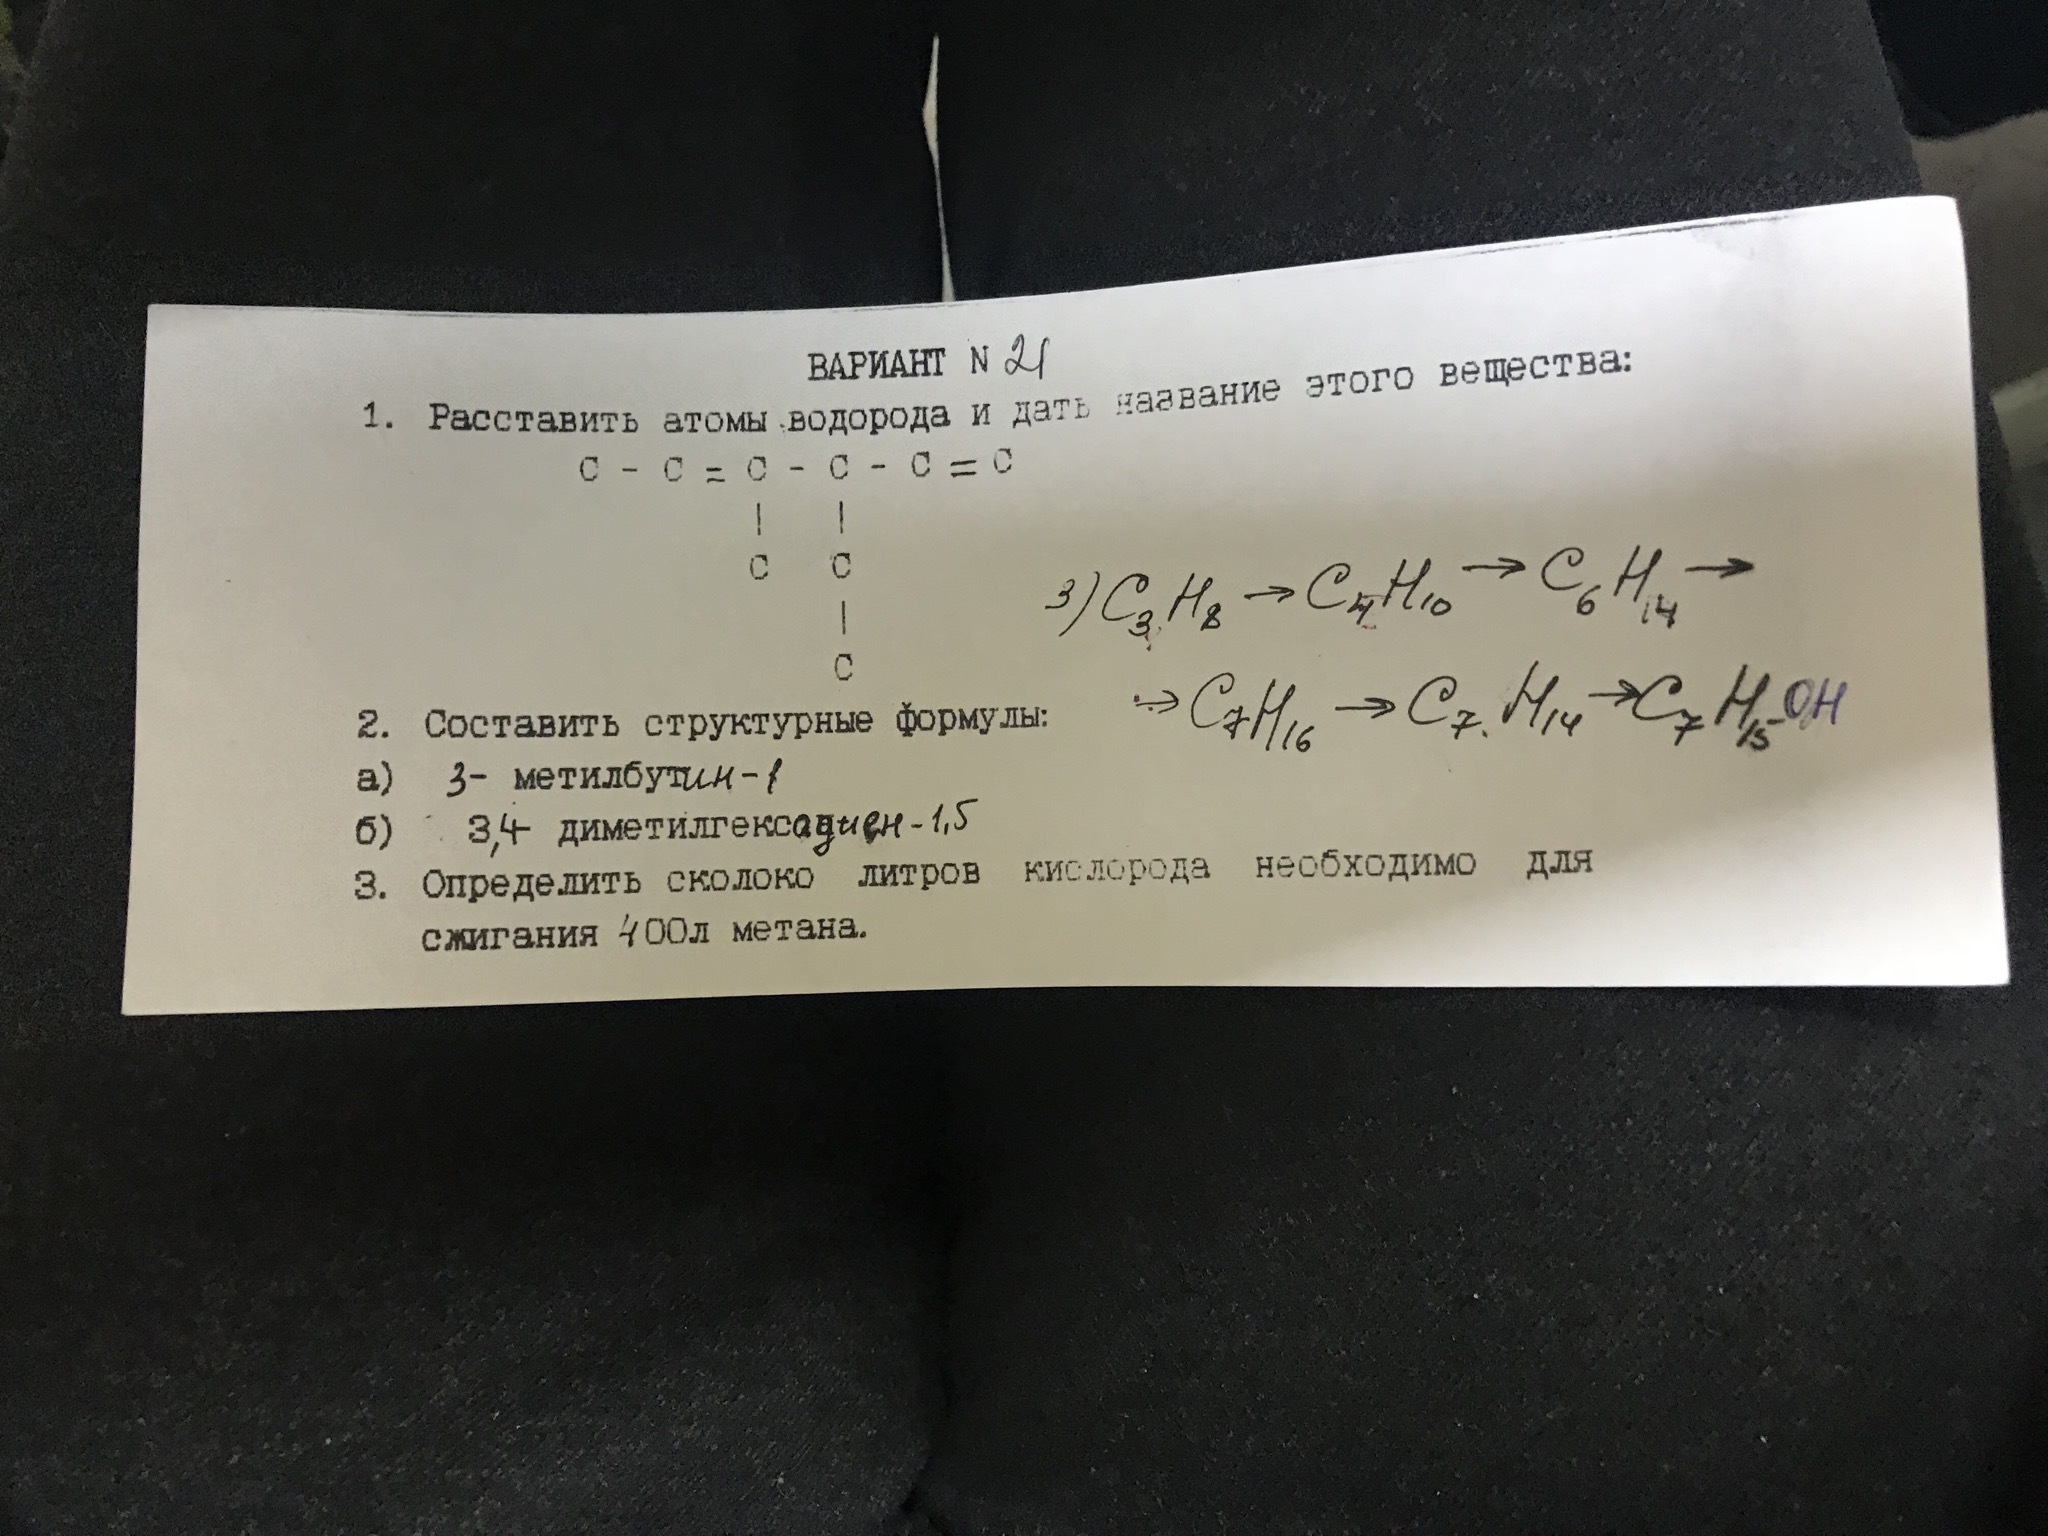 ВАРИАНТ N 21
1. Расставить атомы водорода и дать название этого вещества:
C - C = C - C - C = C
| |
C C
|
C
3) C₃H₈ → C₄H₁₀ → C₆H₁₄ →
→ C₇H₁₆ → C₇H₁₄ → C₇H₁₅OH
2. Составить структурные формулы:
а) 3- метилбутин-1
б) 3,4 диметилгексадиен-1,5
3. Определить сколоко литров кислорода необходимо для
сжигания 400л метана.